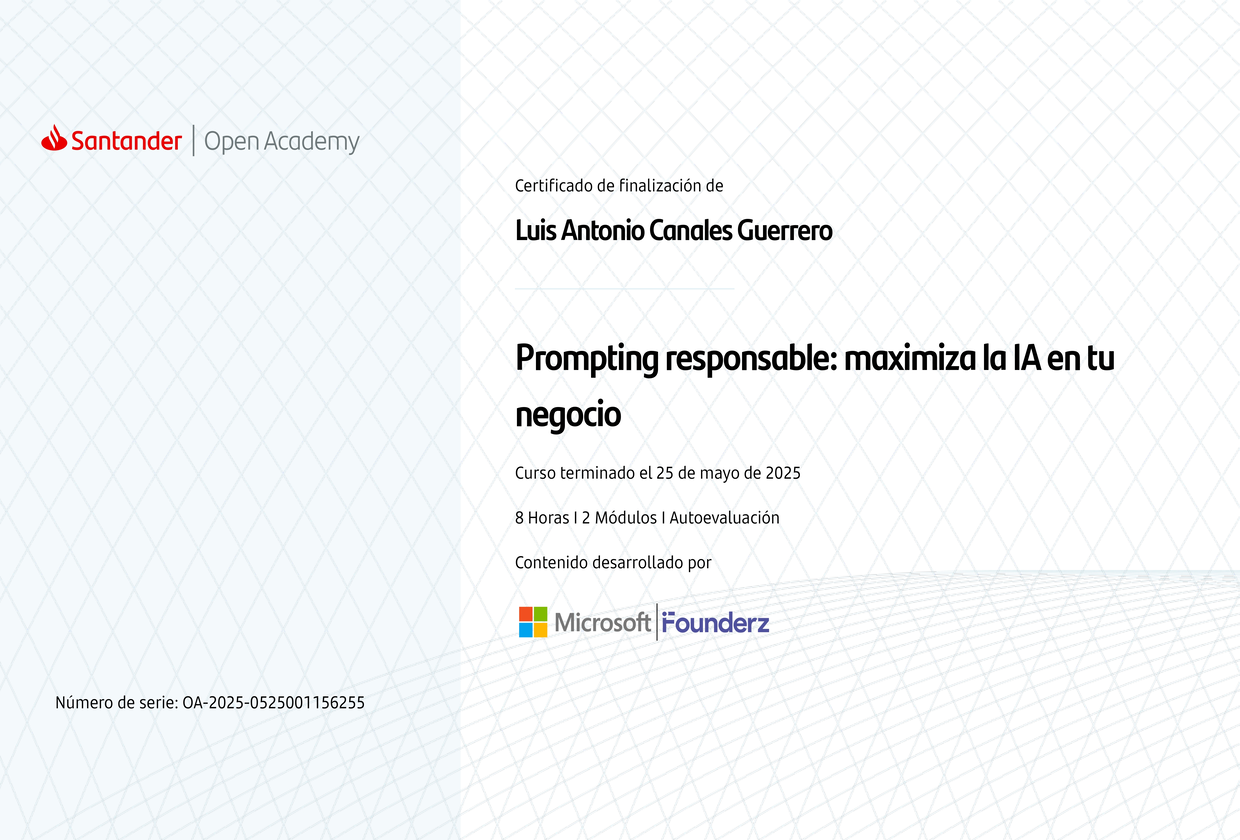 Santander | Open Academy
Certificado de finalización de
Luis Antonio Canales Guerrero
Prompting responsable: maximiza la IA en tu
negocio
Curso terminado el 25 de mayo de 2025
8 Horas I 2 Módulos I Autoevaluación
Contenido desarrollado por
Microsoft | Founderz
Número de serie: OA-2025-0525001156255